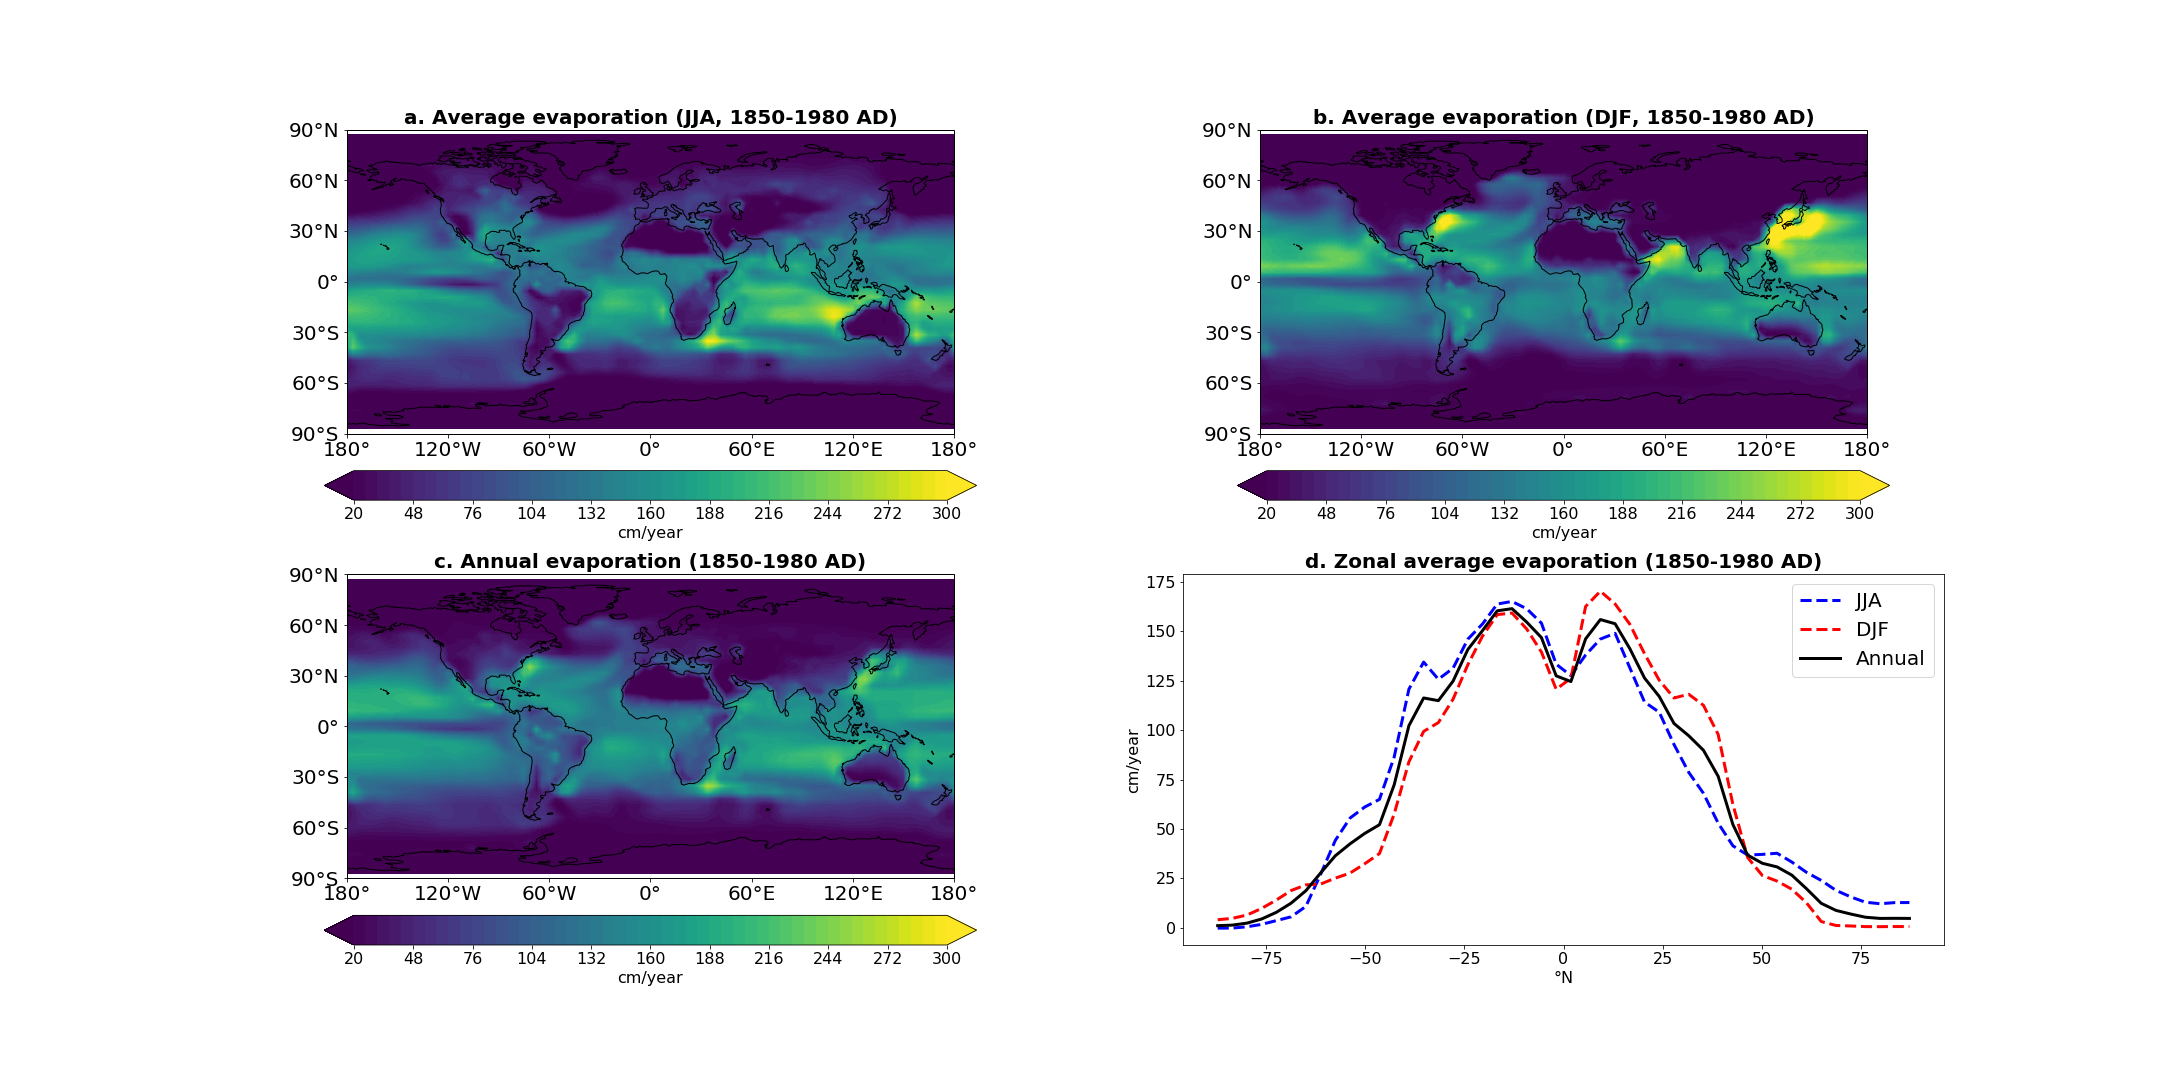 a. Average evaporation (JJA, 1850-1980 AD)
90°N
60°N
30°N
0°
30°S
60°S
90°S
180° 120°W 60°W 0° 60°E 120°E 180°
20 48 76 104 132 160 188 216 244 272 300
cm/year
b. Average evaporation (DJF, 1850-1980 AD)
90°N
60°N
30°N
0°
30°S
60°S
90°S
180° 120°W 60°W 0° 60°E 120°E 180°
20 48 76 104 132 160 188 216 244 272 300
cm/year
c. Annual evaporation (1850-1980 AD)
90°N
60°N
30°N
0°
30°S
60°S
90°S
180° 120°W 60°W 0° 60°E 120°E 180°
20 48 76 104 132 160 188 216 244 272 300
cm/year
d. Zonal average evaporation (1850-1980 AD)
175
150
125
100
75
50
25
0
cm/year
JJA
DJF
Annual
−75 −50 −25 0 25 50 75
°N